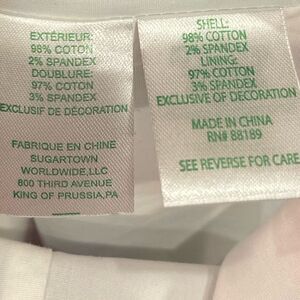 EXTÉRIEUR:
98% COTON
2% SPANDEX
DOUBLURE:
97% COTON
3% SPANDEX
EXCLUSIF DE DÉCORATION
FABRIQUE EN CHINE
SUGARTOWN
WORLDWIDE,LLC
800 THIRD AVENUE
KING OF PRUSSIA,PA
SHELL:
98% COTTON
2% SPANDEX
LINING:
97% COTTON
3% SPANDEX
EXCLUSIVE OF DECORATION
MADE IN CHINA
RN# 88189
SEE REVERSE FOR CARE